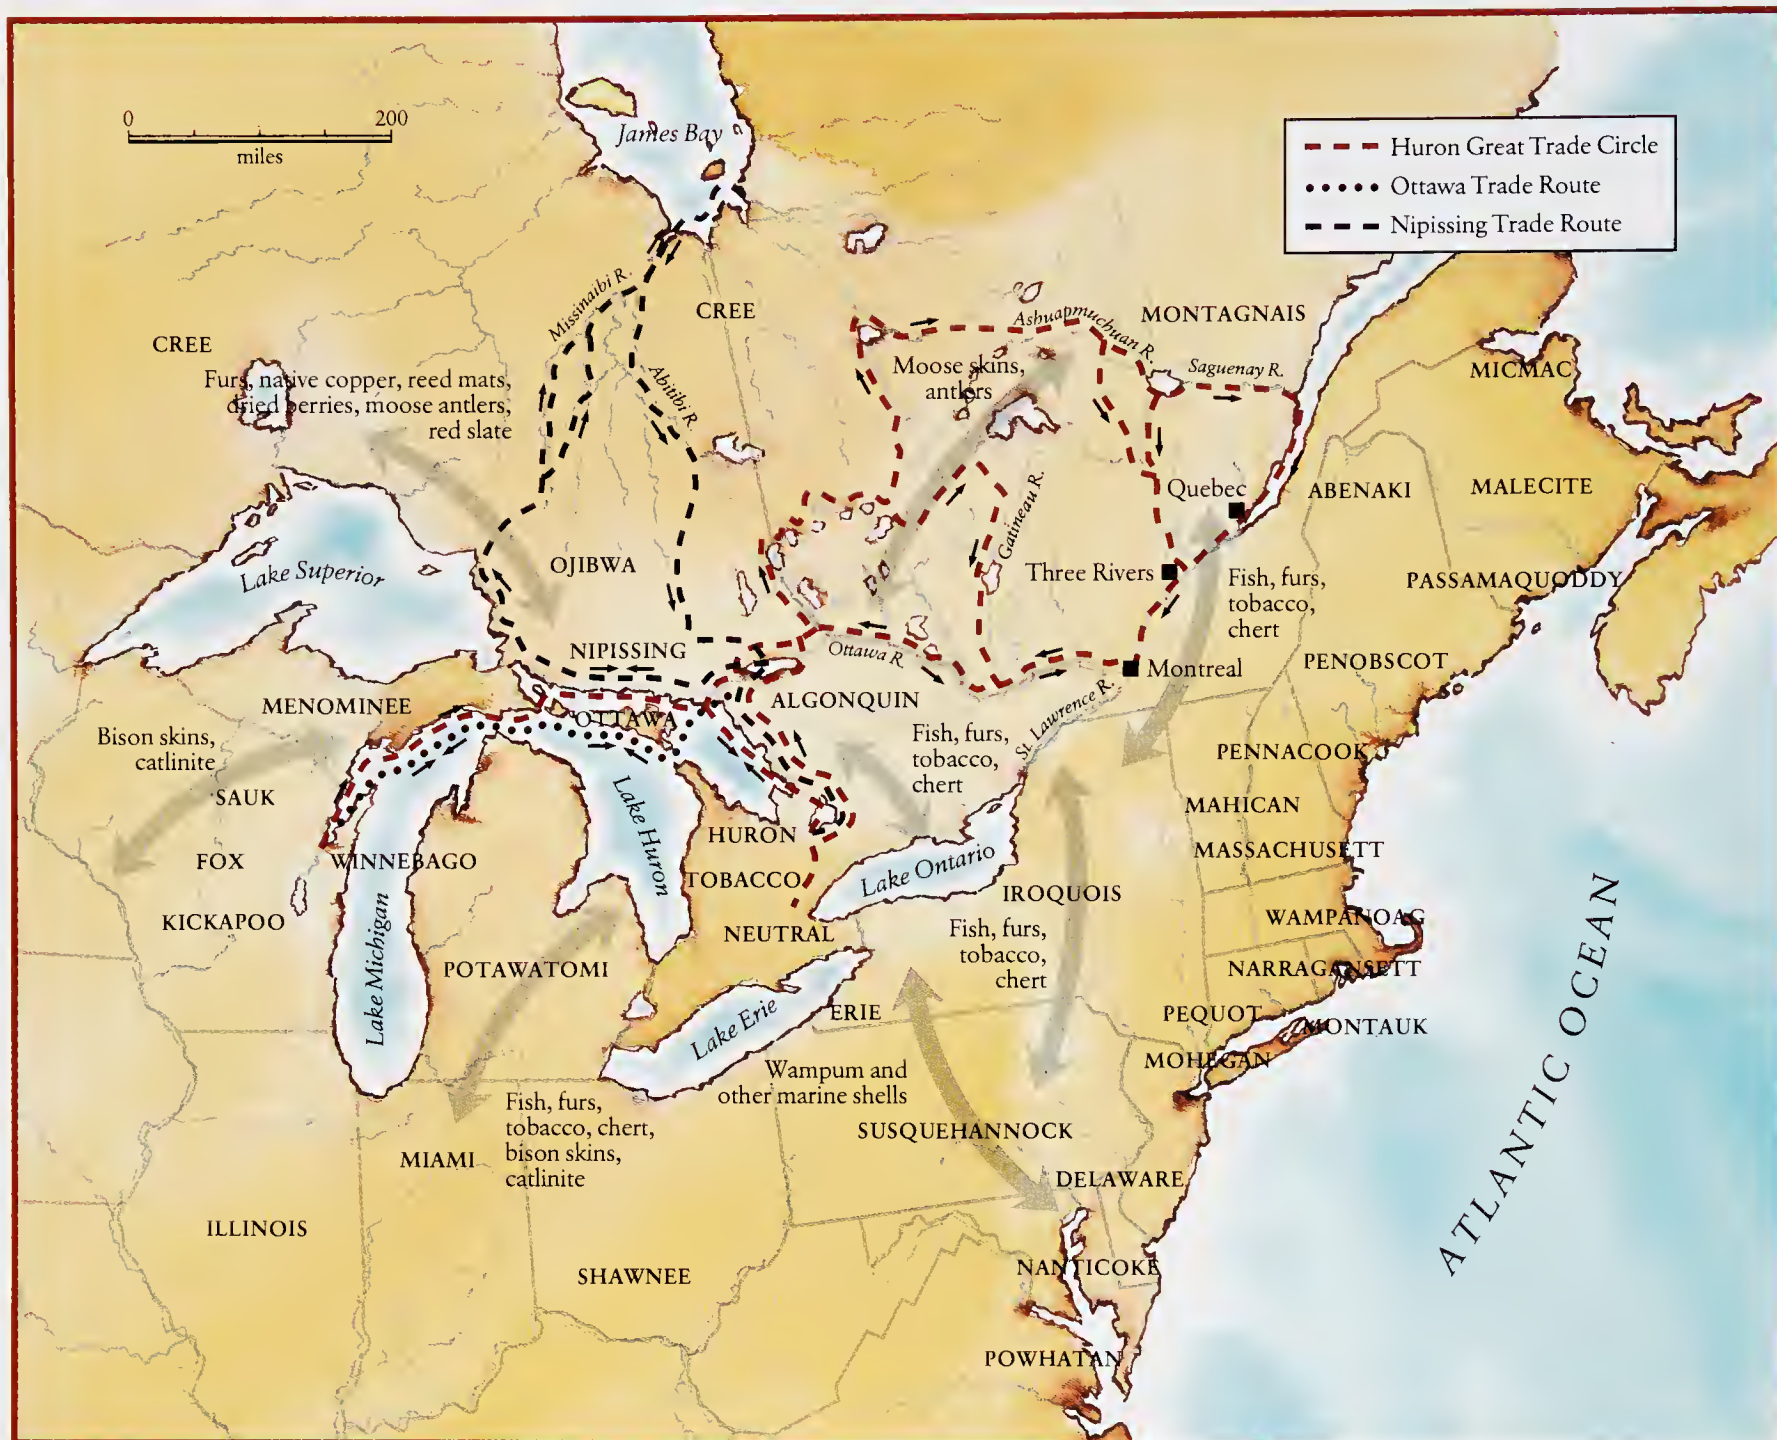 0 200
miles
James Bay
Huron Great Trade Circle
Ottawa Trade Route
Nipissing Trade Route
Missinaibi R.
CREE
MONTAGNAIS
Ashuapmuchuan R.
CREE
Moose skins,
antlers
Saguenay R.
MICMAC
Furs, native copper, reed mats,
dried berries, moose antlers,
red slate
Abitibi R.
Quebec
ABENAKI
MALECITE
Gatineau R.
Lake Superior
OJIBWA
Three Rivers
Fish, furs,
tobacco,
chert
PASSAMAQUODDY
NIPISSING
Ottawa R.
Montreal
PENOBSCOT
MENOMINEE
OTTAWA
ALGONQUIN
St. Lawrence R.
Bison skins,
catlinite
Fish, furs,
tobacco,
chert
PENNACOOK
SAUK
Lake Huron
HURON
MAHICAN
FOX
WINNEBAGO
Lake Ontario
MASSACHUSETT
TOBACCO
IROQUOIS
KICKAPOO
NEUTRAL
WAMPANOAG
Fish, furs,
tobacco,
chert
Lake Michigan
POTAWATOMI
NARRAGANSETT
ERIE
PEQUOT
MONTAUK
Lake Erie
MOHEGAN
Wampum and
other marine shells
ATLANTIC OCEAN
Fish, furs,
tobacco, chert,
bison skins,
catlinite
SUSQUEHANNOCK
MIAMI
DELAWARE
ILLINOIS
SHAWNEE
NANTICOKE
POWHATAN